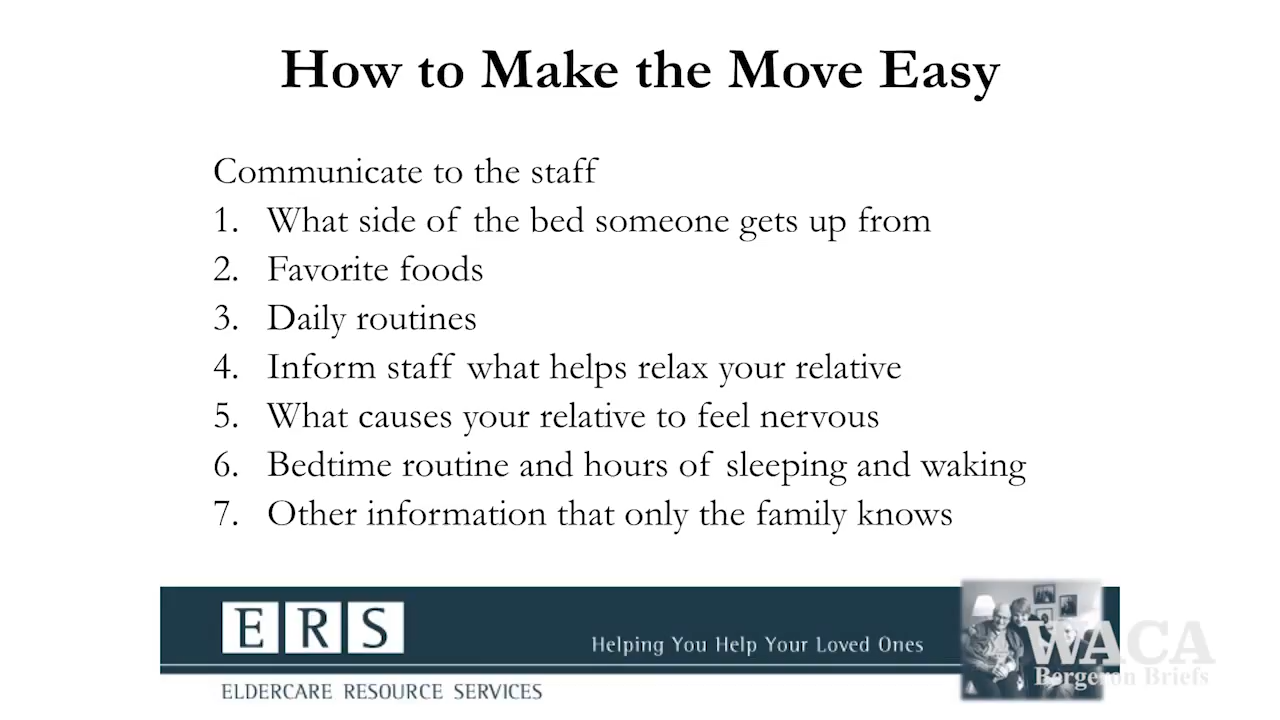 How to Make the Move Easy
Communicate to the staff
1. What side of the bed someone gets up from
2. Favorite foods
3. Daily routines
4. Inform staff what helps relax your relative
5. What causes your relative to feel nervous
6. Bedtime routine and hours of sleeping and waking
7. Other information that only the family knows
ERS
Helping You Help Your Loved Ones
ELDERCARE RESOURCE SERVICES
WACA
Bergeron Briefs